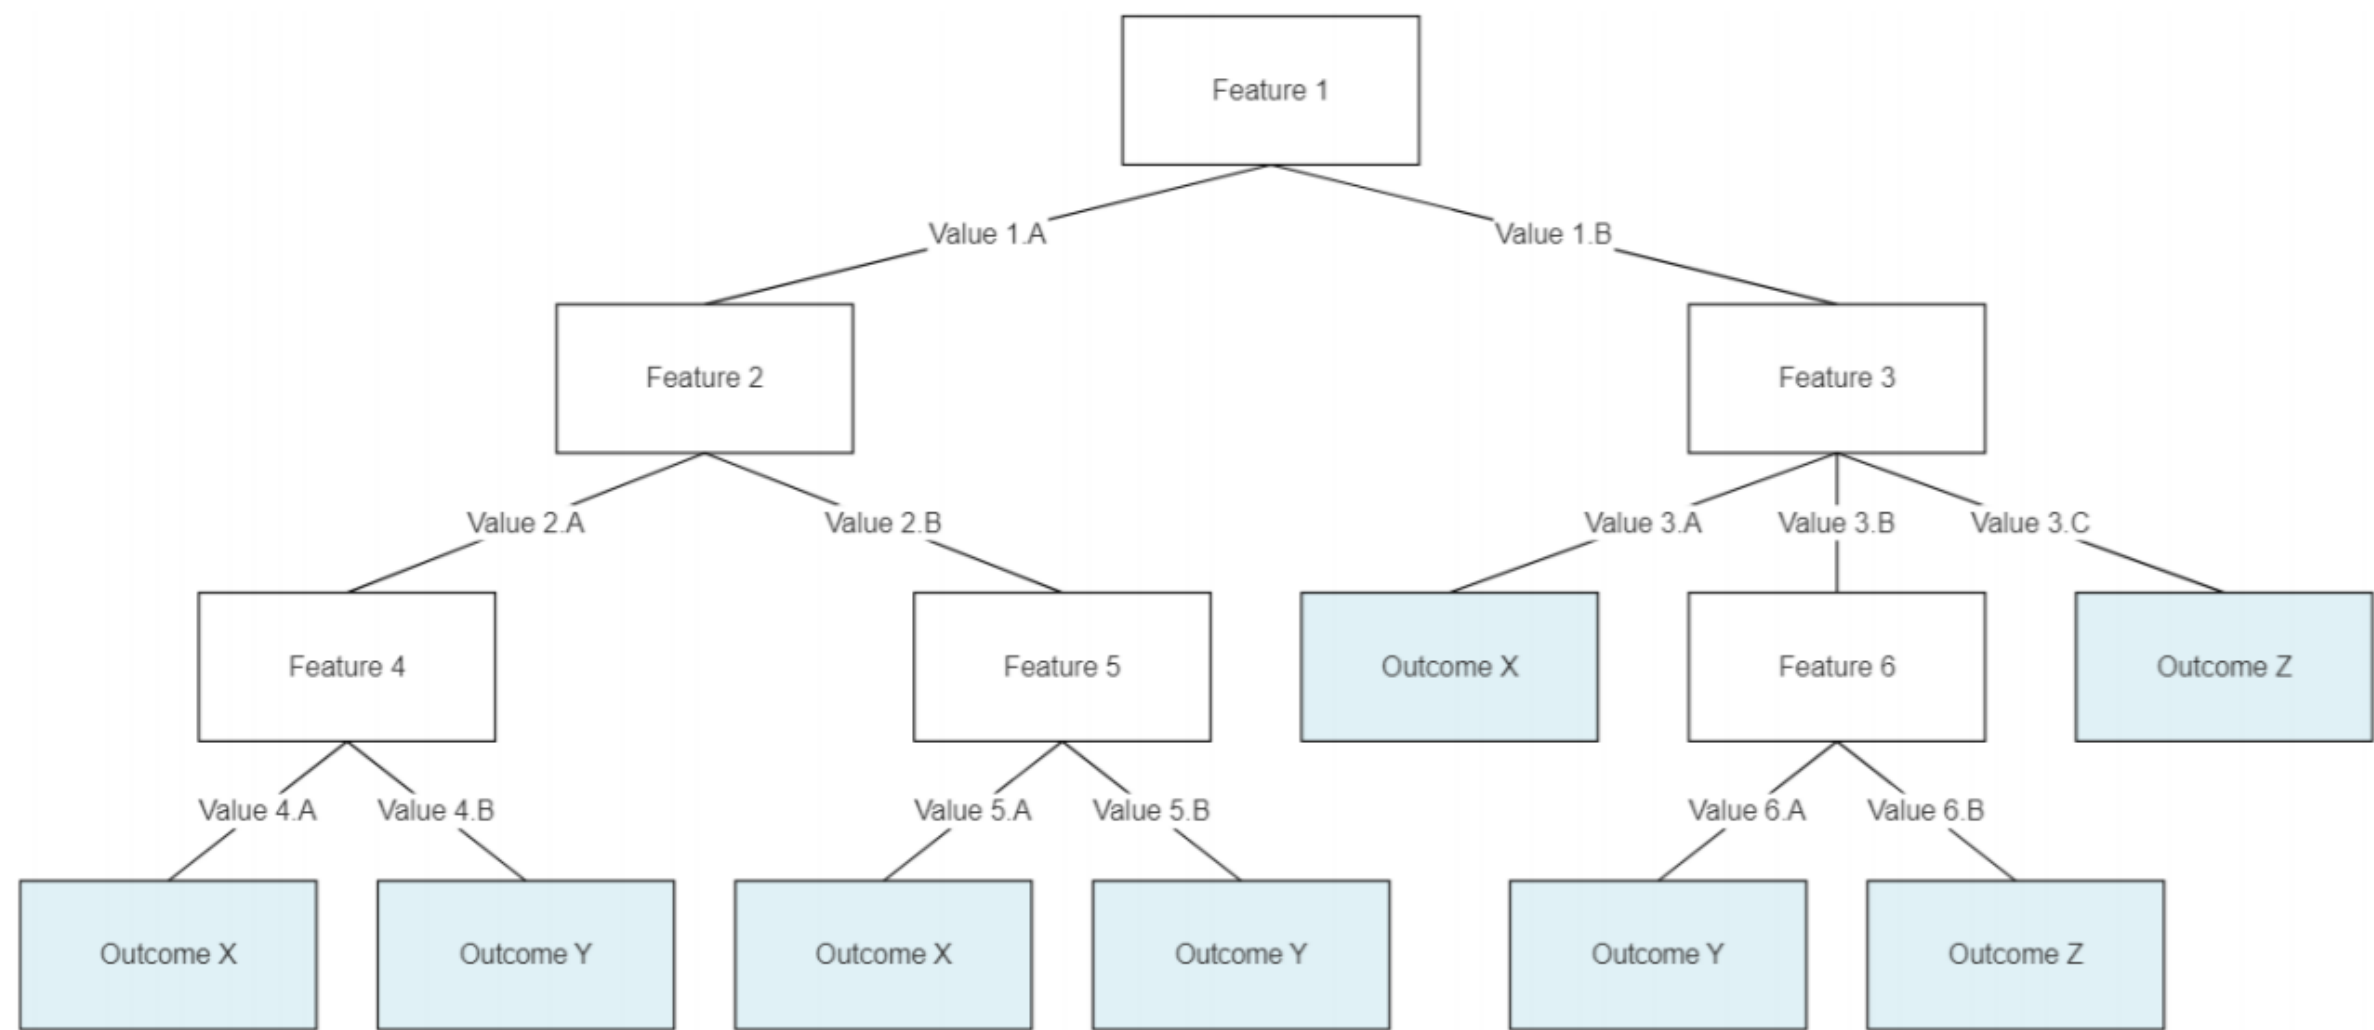 Feature 1
Value 1.A
Value 1.B
Feature 2
Feature 3
Value 2.A
Value 2.B
Value 3.A
Value 3.B
Value 3.C
Feature 4
Feature 5
Outcome X
Feature 6
Outcome Z
Value 4.A
Value 4.B
Value 5.A
Value 5.B
Value 6.A
Value 6.B
Outcome X
Outcome Y
Outcome X
Outcome Y
Outcome Y
Outcome Z